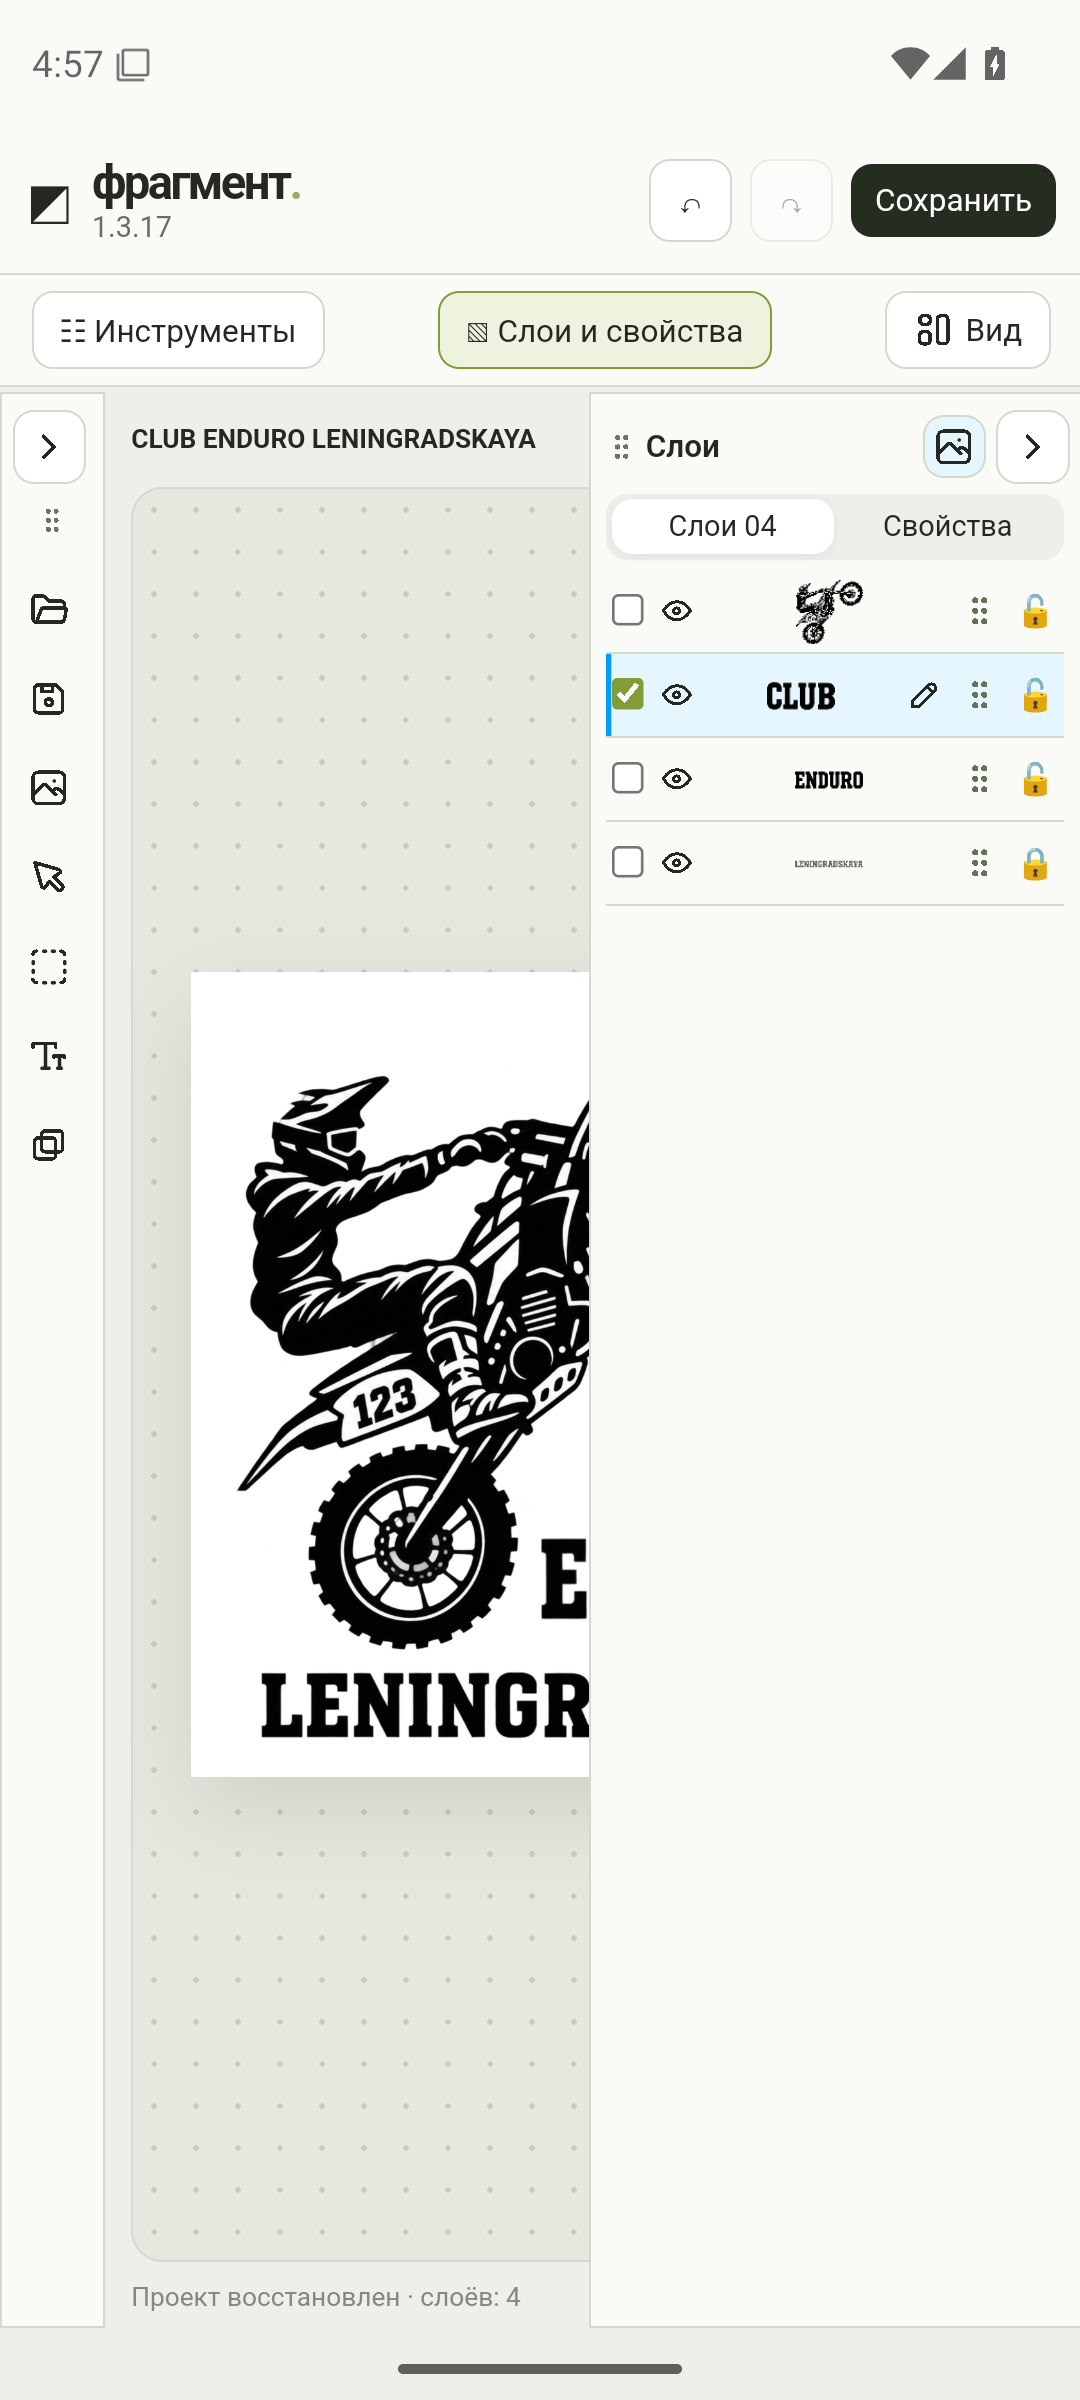 4:57
фрагмент.
1.3.17
Сохранить
Инструменты
Слои и свойства
Вид
CLUB ENDURO LENINGRADSKAYA
Слои
Слои 04
Свойства
CLUB
ENDURO
LENINGRADSKAYA
123
E
LENINGR
Проект восстановлен · слоёв: 4